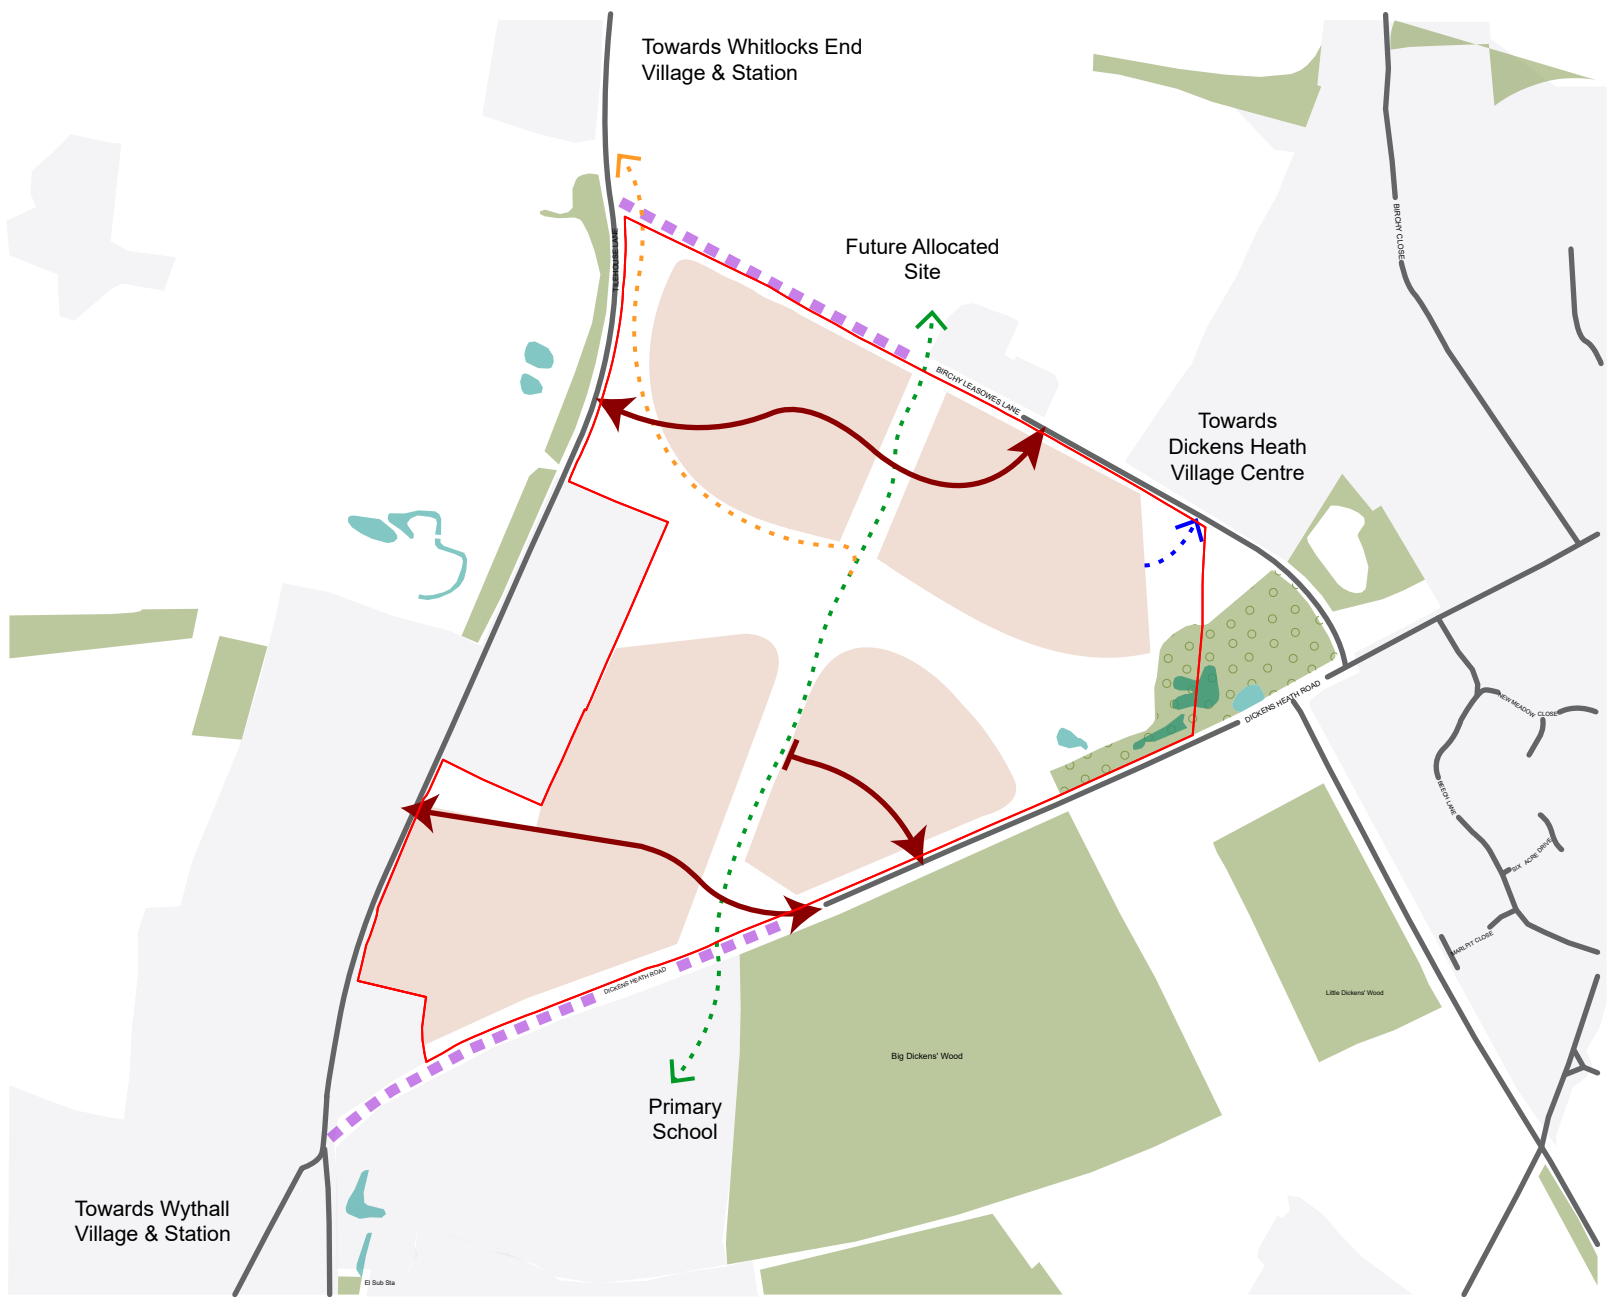 Towards Whitlocks End
Village & Station
TILEHOUSE LANE
BIRCHY CLOSE
Future Allocated
Site
BIRCHY LEASOWES LANE
Towards
Dickens Heath
Village Centre
DICKENS HEATH ROAD
NEW MEADOW CLOSE
BEECH LANE
SIX ACRE DRIVE
MARLPIT CLOSE
DICKENS HEATH ROAD
Little Dickens' Wood
Big Dickens' Wood
Primary
School
Towards Wythall
Village & Station
El Sub Sta